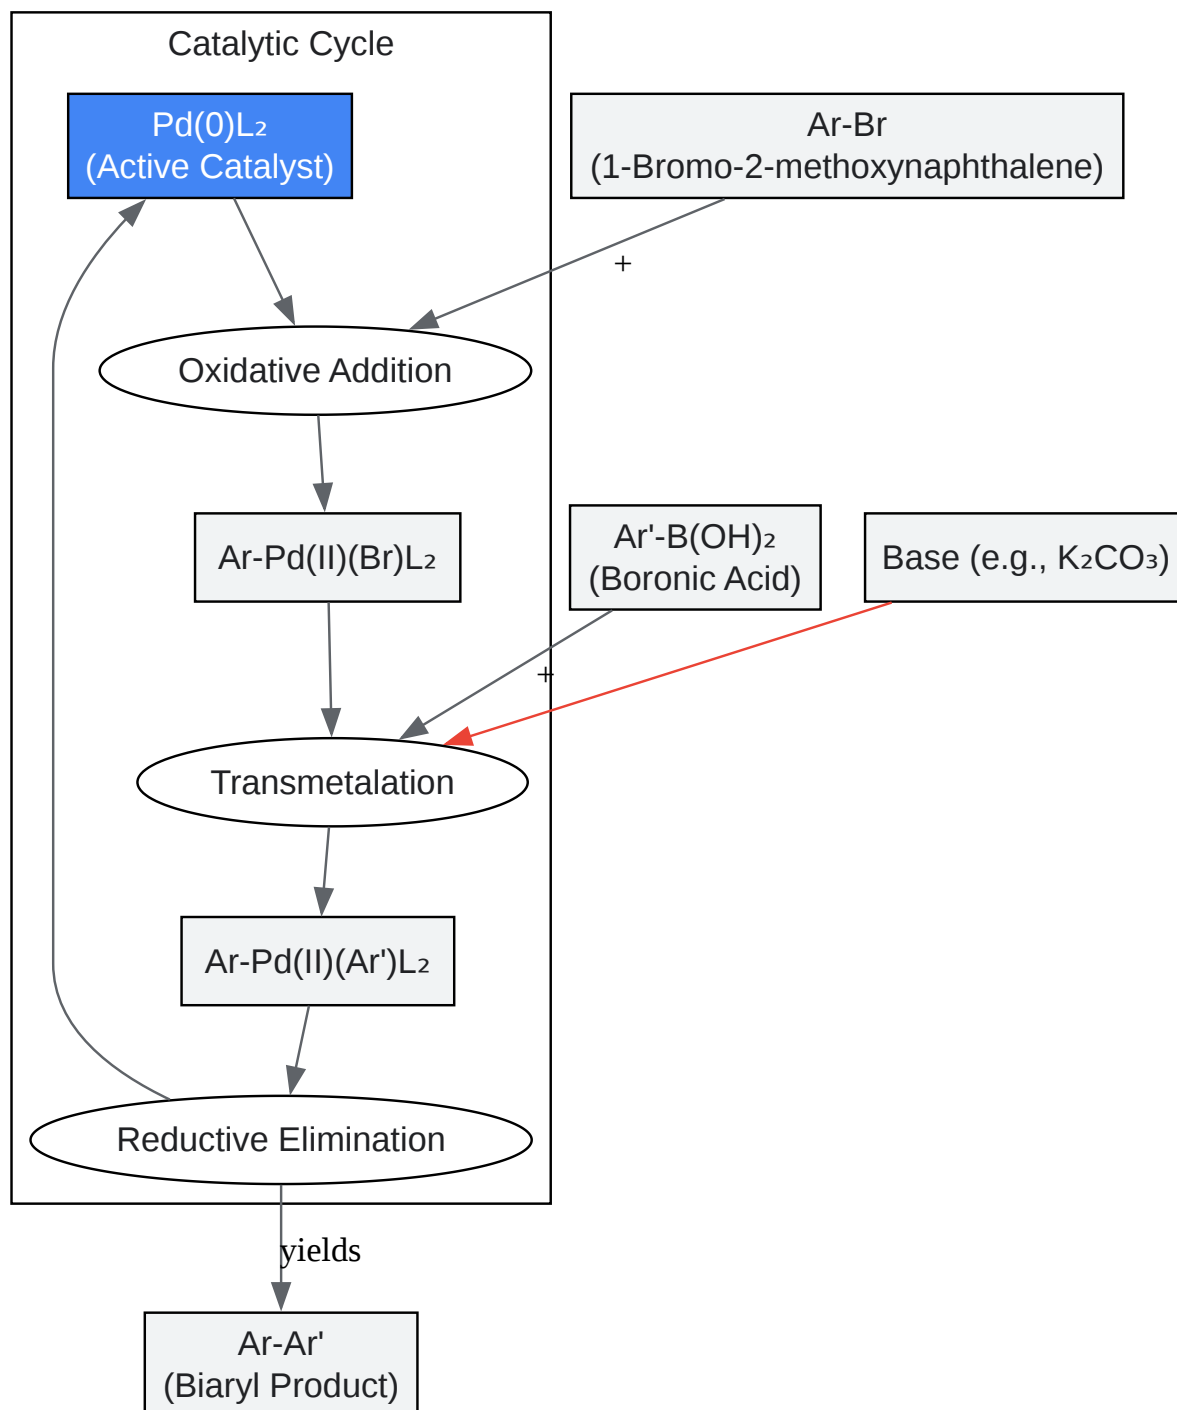 Catalytic Cycle
Pd(0)L₂
(Active Catalyst)
Ar-Br
(1-Bromo-2-methoxynaphthalene)
+
Oxidative Addition
Ar-Pd(II)(Br)L₂
Ar'-B(OH)₂
(Boronic Acid)
Base (e.g., K₂CO₃)
+
Transmetalation
Ar-Pd(II)(Ar')L₂
Reductive Elimination
yields
Ar-Ar'
(Biaryl Product)